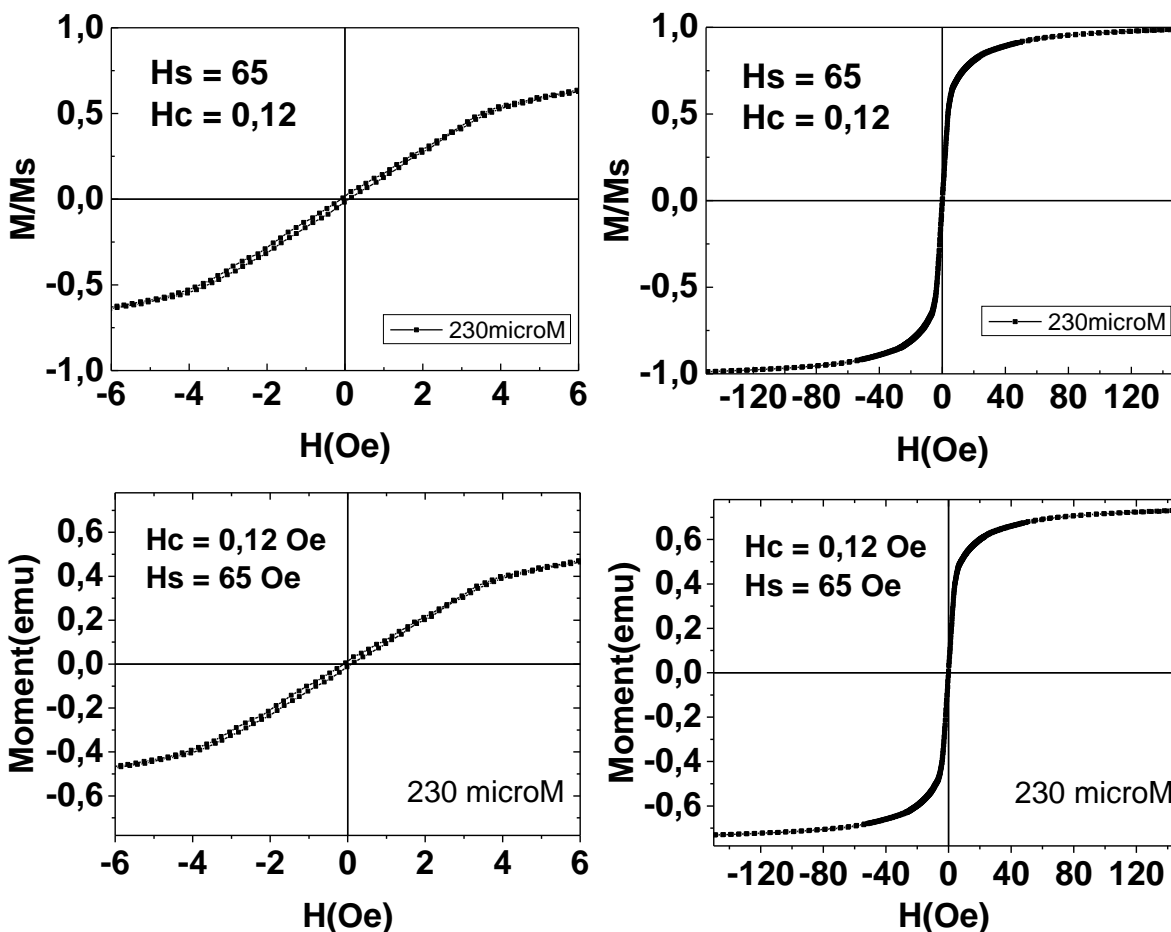 1,0
0,5
0,0
-0,5
-1,0
M/Ms
Hs = 65
Hc = 0,12
230microM
-6 -4 -2 0 2 4 6
H(Oe)
1,0
0,5
0,0
-0,5
-1,0
M/Ms
Hs = 65
Hc = 0,12
230microM
-120 -80 -40 0 40 80 120
H(Oe)
0,6
0,4
0,2
0,0
-0,2
-0,4
-0,6
Moment(emu)
Hc = 0,12 Oe
Hs = 65 Oe
230 microM
-6 -4 -2 0 2 4 6
H(Oe)
0,6
0,4
0,2
0,0
-0,2
-0,4
-0,6
Moment(emu)
Hc = 0,12 Oe
Hs = 65 Oe
230 microM
-120 -80 -40 0 40 80 120
H(Oe)